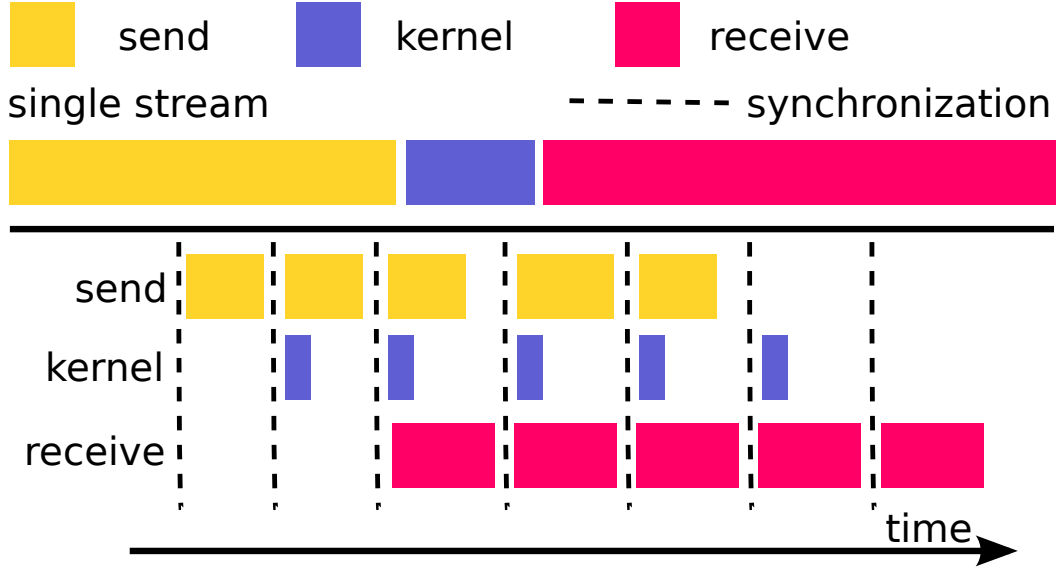 send kernel receive
single stream synchronization
send
kernel
receive
time